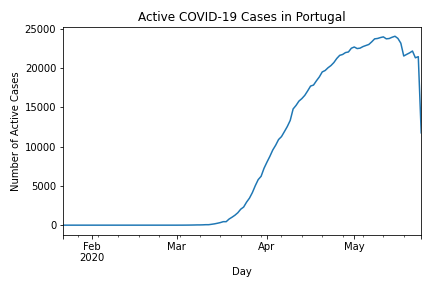 Active COVID-19 Cases in Portugal
Number of Active Cases
25000
20000
15000
10000
5000
0
Feb
2020
Mar
Apr
May
Day